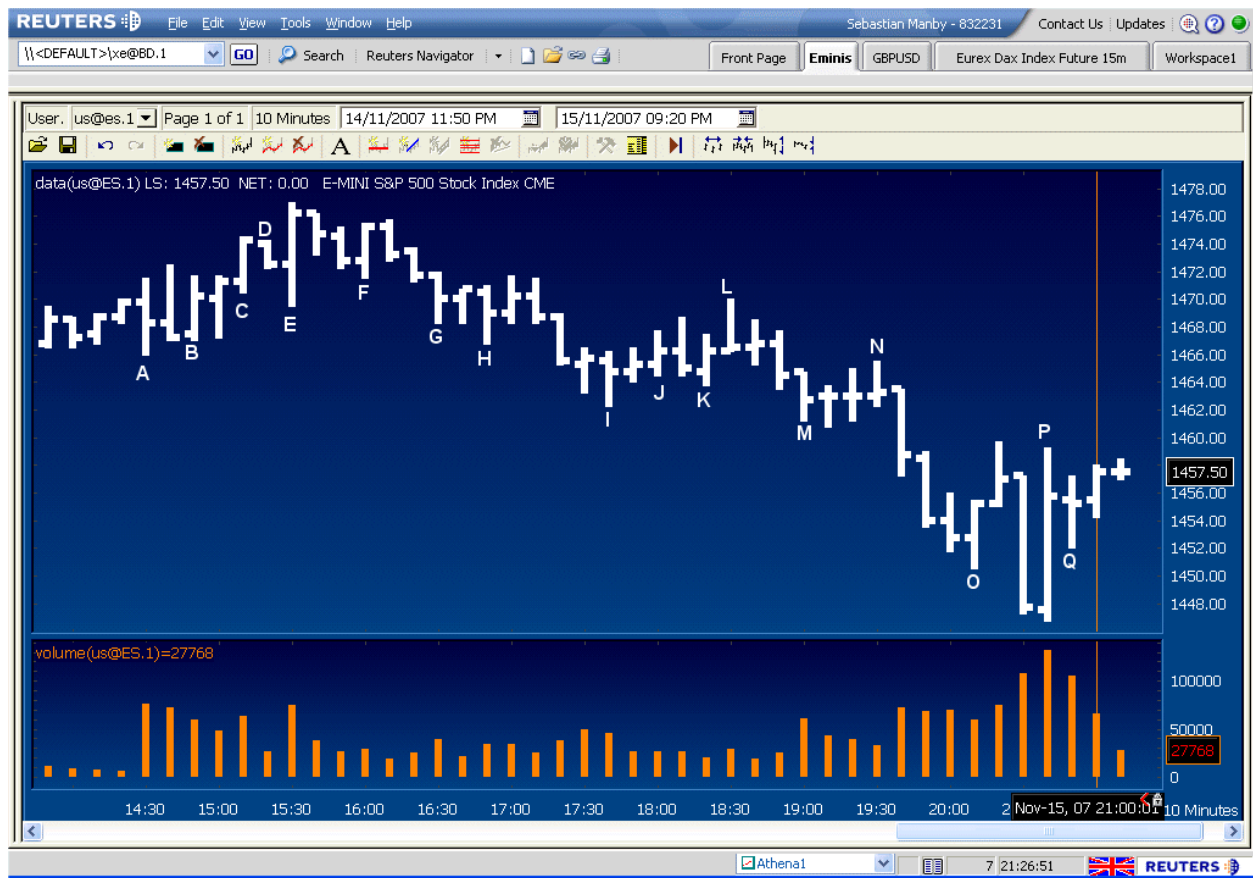 REUTERS File Edit View Tools Window Help Sebastian Manby - 832231 Contact Us Updates
\\<DEFAULT>\xe@BD.1 GO Search Reuters Navigator Front Page Eminis GBPUSD Eurex Dax Index Future 15m Workspace1
User. us@es.1 Page 1 of 1 10 Minutes 14/11/2007 11:50 PM 15/11/2007 09:20 PM
A
data(us@ES.1) LS: 1457.50 NET: 0.00 E-MINI S&P 500 Stock Index CME
1478.00
1476.00
1474.00
1472.00
1470.00
1468.00
1466.00
1464.00
1462.00
1460.00
1457.50
1456.00
1454.00
1452.00
1450.00
1448.00
A
B
C
D
E
F
G
H
I
J
K
L
M
N
O
P
Q
volume(us@ES.1)=27768
100000
50000
27768
0
14:30 15:00 15:30 16:00 16:30 17:00 17:30 18:00 18:30 19:00 19:30 20:00 2 Nov-15, 07 21:00:01 10 Minutes
Athena1 7 21:26:51 REUTERS